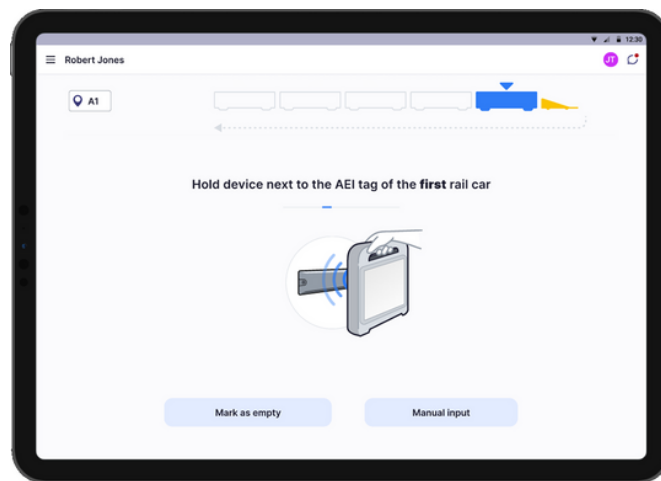 12:30
Robert Jones
JT
A1
Hold device next to the AEI tag of the first rail car
Mark as empty
Manual input